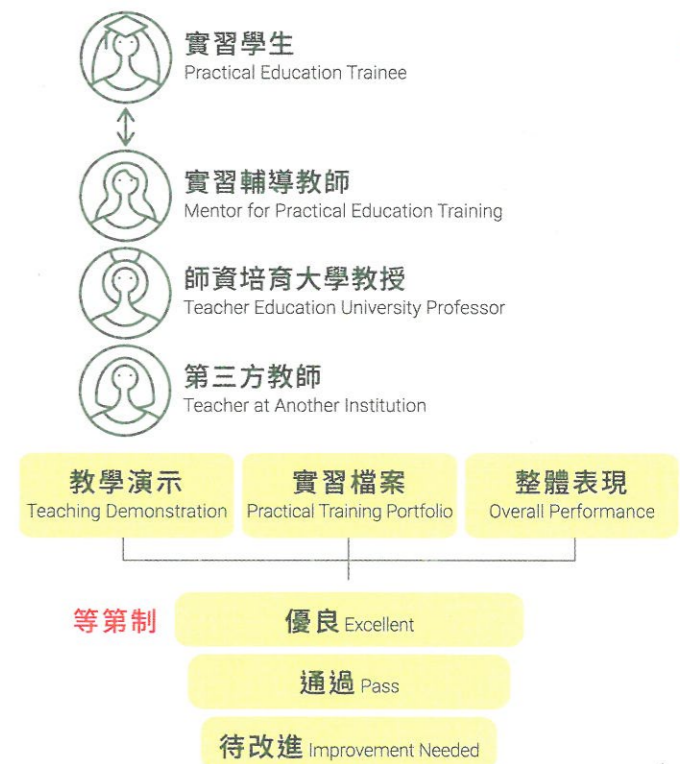 實習學生
Practical Education Trainee
實習輔導教師
Mentor for Practical Education Training
師資培育大學教授
Teacher Education University Professor
第三方教師
Teacher at Another Institution
教學演示
Teaching Demonstration
實習檔案
Practical Training Portfolio
整體表現
Overall Performance
等第制
優良 Excellent
通過 Pass
待改進 Improvement Needed